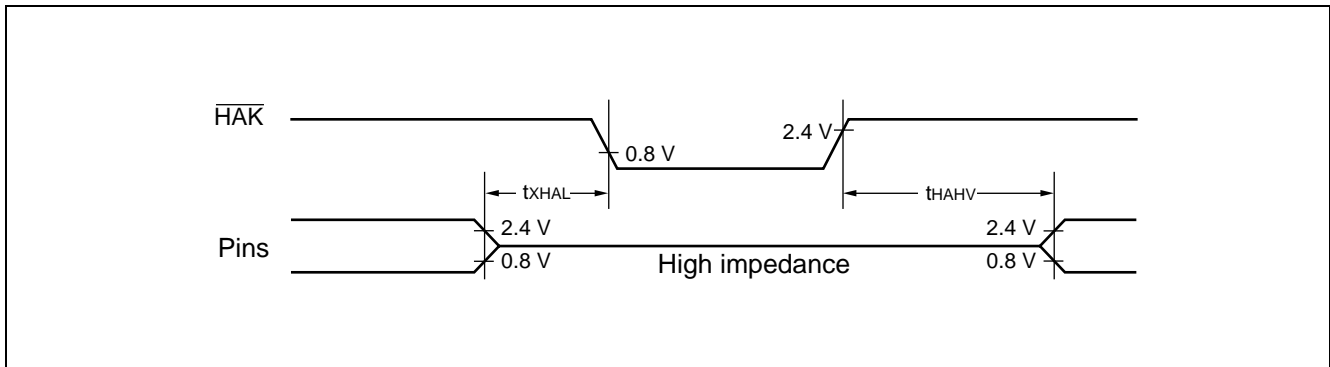 HAK
2.4 V
0.8 V
tXHAL
tHAHV
2.4 V
2.4 V
Pins
0.8 V
High impedance
0.8 V